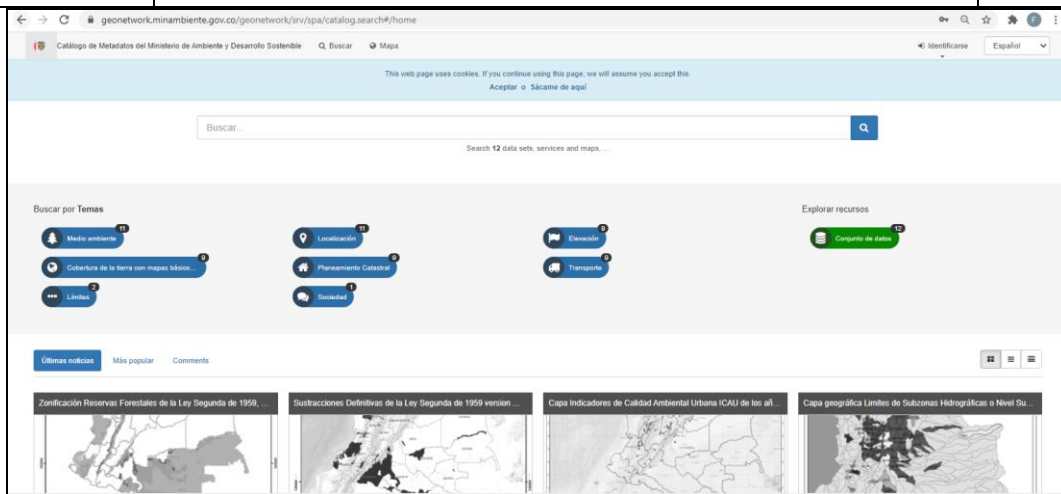 geonetwork.minambiente.gov.co/geonetwork/srv/spa/catalog.search#/home
F
Catálogo de Metadatos del Ministerio de Ambiente y Desarrollo Sostenible Buscar Mapa Identificarse Español
This web page uses cookies. If you continue using this page, we will assume you accept this.
Aceptar o Sácame de aquí
Buscar...
Search 12 data sets, services and maps, ...
Buscar por Temas Explorar recursos
Medio ambiente 11 Localización 11 Elevación 9 Conjunto de datos 12
Cobertura de la tierra con mapas básico... 9 Planeamiento Catastral 9 Transporte 9
Límites 2 Sociedad 1
Últimas noticias Más popular Comments
Zonificación Reservas Forestales de la Ley Segunda de 1959, ... Sustracciones Definitivas de la Ley Segunda de 1959 version ... Capa Indicadores de Calidad Ambiental Urbana ICAU de los añ... Capa geográfica Limites de Subzonas Hidrográficas o Nivel Su...